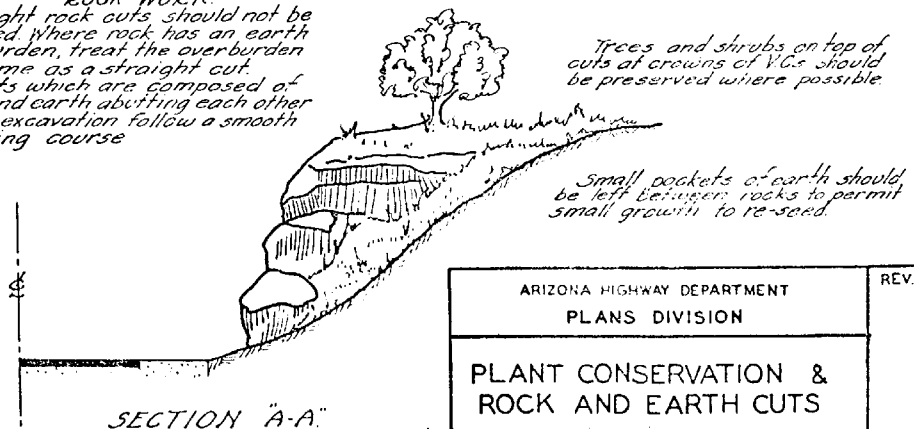 ROCK WORK.
ght rock cuts should not be
ed. Where rock has an earth
urden, treat the overburden
me as a straight cut.
ts which are composed of
nd earth abutting each other
excavation follow a smooth
ing course
Trees and shrubs on top of
cuts at crowns of V.C.s should
be preserved where possible.
Small pockets of earth should
be left between rocks to permit
small growth to re-seed.
SECTION "A-A".
ARIZONA HIGHWAY DEPARTMENT
PLANS DIVISION
REV.
PLANT CONSERVATION &
ROCK AND EARTH CUTS